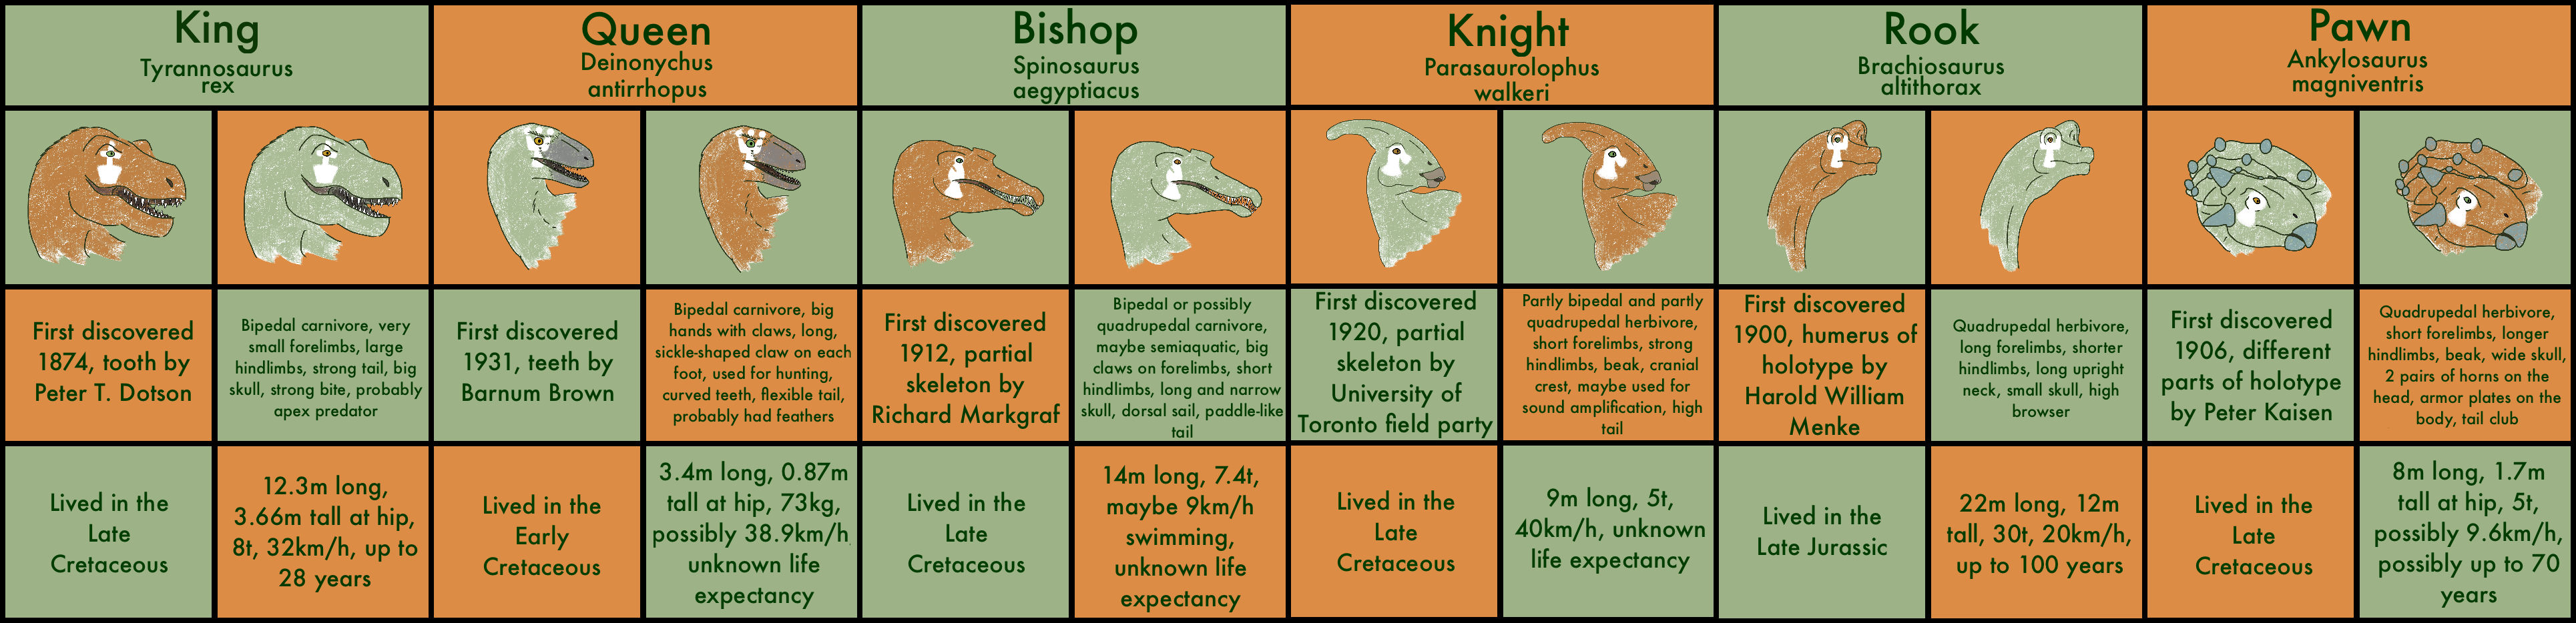 King
Tyrannosaurus
rex
Queen
Deinonychus
antirrhopus
Bishop
Spinosaurus
aegyptiacus
Knight
Parasaurolophus
walkeri
Rook
Brachiosaurus
altithorax
Pawn
Ankylosaurus
magniventris
First discovered
1874, tooth by
Peter T. Dotson
Bipedal carnivore, very
small forelimbs, large
hindlimbs, strong tail, big
skull, strong bite, probably
apex predator
First discovered
1931, teeth by
Barnum Brown
Bipedal carnivore, big
hands with claws, long,
sickle-shaped claw on each
foot, used for hunting,
curved teeth, flexible tail,
probably had feathers
First discovered
1912, partial
skeleton by
Richard Markgraf
Bipedal or possibly
quadrupedal carnivore,
maybe semiaquatic, big
claws on forelimbs, short
hindlimbs, long and narrow
skull, dorsal sail, paddle-like
tail
First discovered
1920, partial
skeleton by
University of
Toronto field party
Partly bipedal and partly
quadrupedal herbivore,
short forelimbs, strong
hindlimbs, beak, cranial
crest, maybe used for
sound amplification, high
tail
First discovered
1900, humerus of
holotype by
Harold William
Menke
Quadrupedal herbivore,
long forelimbs, shorter
hindlimbs, long upright
neck, small skull, high
browser
First discovered
1906, different
parts of holotype
by Peter Kaisen
Quadrupedal herbivore,
short forelimbs, longer
hindlimbs, beak, wide skull,
2 pairs of horns on the
head, armor plates on the
body, tail club
Lived in the
Late
Cretaceous
12.3m long,
3.66m tall at hip,
8t, 32km/h, up to
28 years
Lived in the
Early
Cretaceous
3.4m long, 0.87m
tall at hip, 73kg,
possibly 38.9km/h,
unknown life
expectancy
Lived in the
Late
Cretaceous
14m long, 7.4t,
maybe 9km/h
swimming,
unknown life
expectancy
Lived in the
Late
Cretaceous
9m long, 5t,
40km/h, unknown
life expectancy
Lived in the
Late Jurassic
22m long, 12m
tall, 30t, 20km/h,
up to 100 years
Lived in the
Late
Cretaceous
8m long, 1.7m
tall at hip, 5t,
possibly 9.6km/h,
possibly up to 70
years